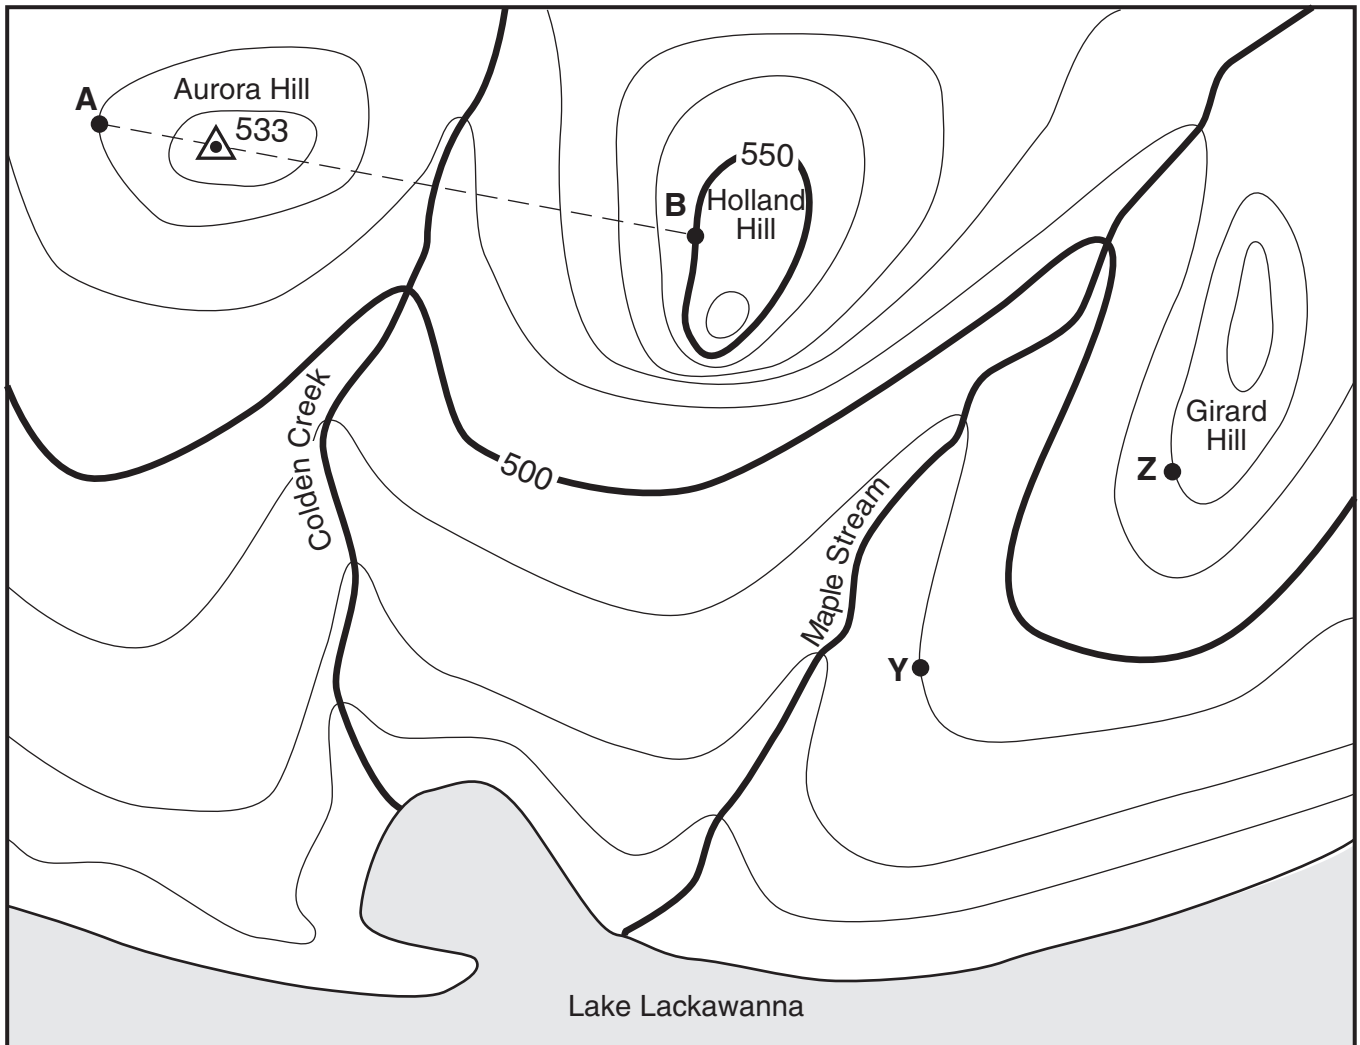 A
Aurora Hill
533
550
B
Holland
Hill
Colden Creek
500
Girard
Hill
Z
Maple Stream
Y
Lake Lackawanna